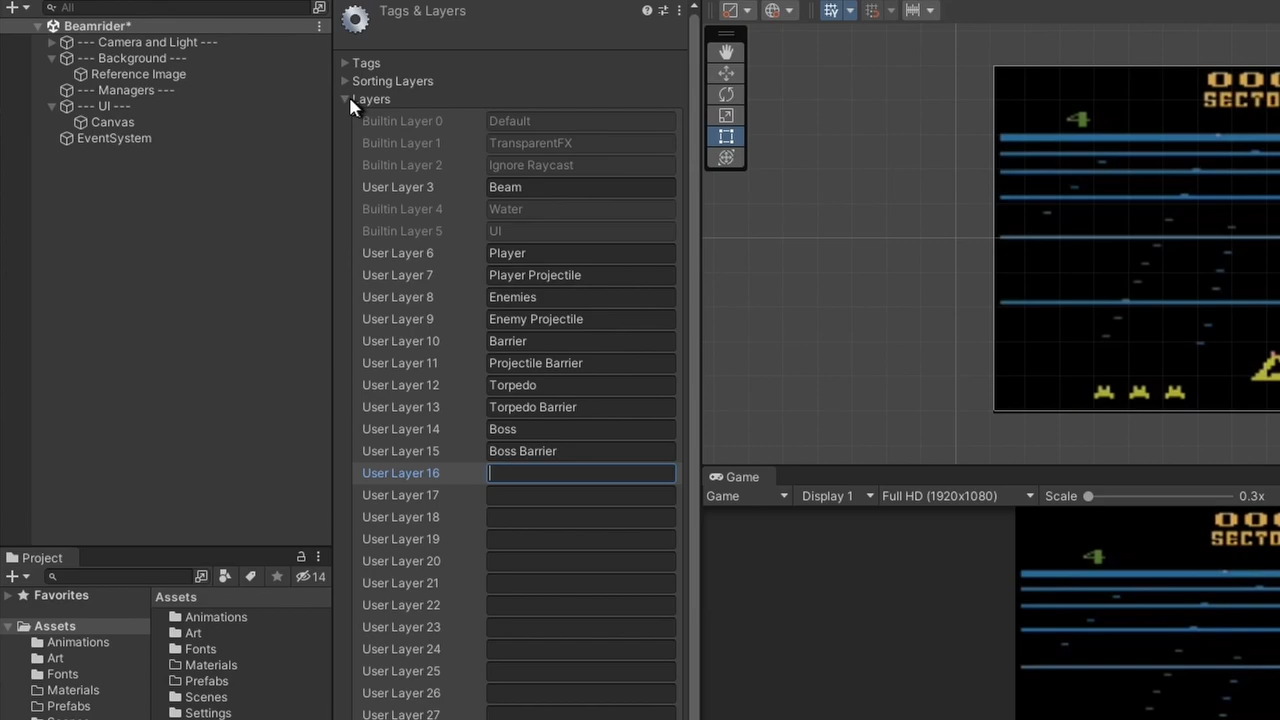 All
Beamrider*
--- Camera and Light ---
--- Background ---
Reference Image
--- Managers ---
--- UI ---
Canvas
EventSystem
Project
14
Favorites
Assets
Animations
Art
Fonts
Materials
Prefabs
Assets
Animations
Art
Fonts
Materials
Prefabs
Scenes
Settings
Tags & Layers
Tags
Sorting Layers
Layers
Builtin Layer 0 Default
Builtin Layer 1 TransparentFX
Builtin Layer 2 Ignore Raycast
User Layer 3 Beam
Builtin Layer 4 Water
Builtin Layer 5 UI
User Layer 6 Player
User Layer 7 Player Projectile
User Layer 8 Enemies
User Layer 9 Enemy Projectile
User Layer 10 Barrier
User Layer 11 Projectile Barrier
User Layer 12 Torpedo
User Layer 13 Torpedo Barrier
User Layer 14 Boss
User Layer 15 Boss Barrier
User Layer 16
User Layer 17
User Layer 18
User Layer 19
User Layer 20
User Layer 21
User Layer 22
User Layer 23
User Layer 24
User Layer 25
User Layer 26
User Layer 27
000
SECTO
4
Game
Game Display 1 Full HD (1920x1080) Scale 0.3x
000
SECTO
4